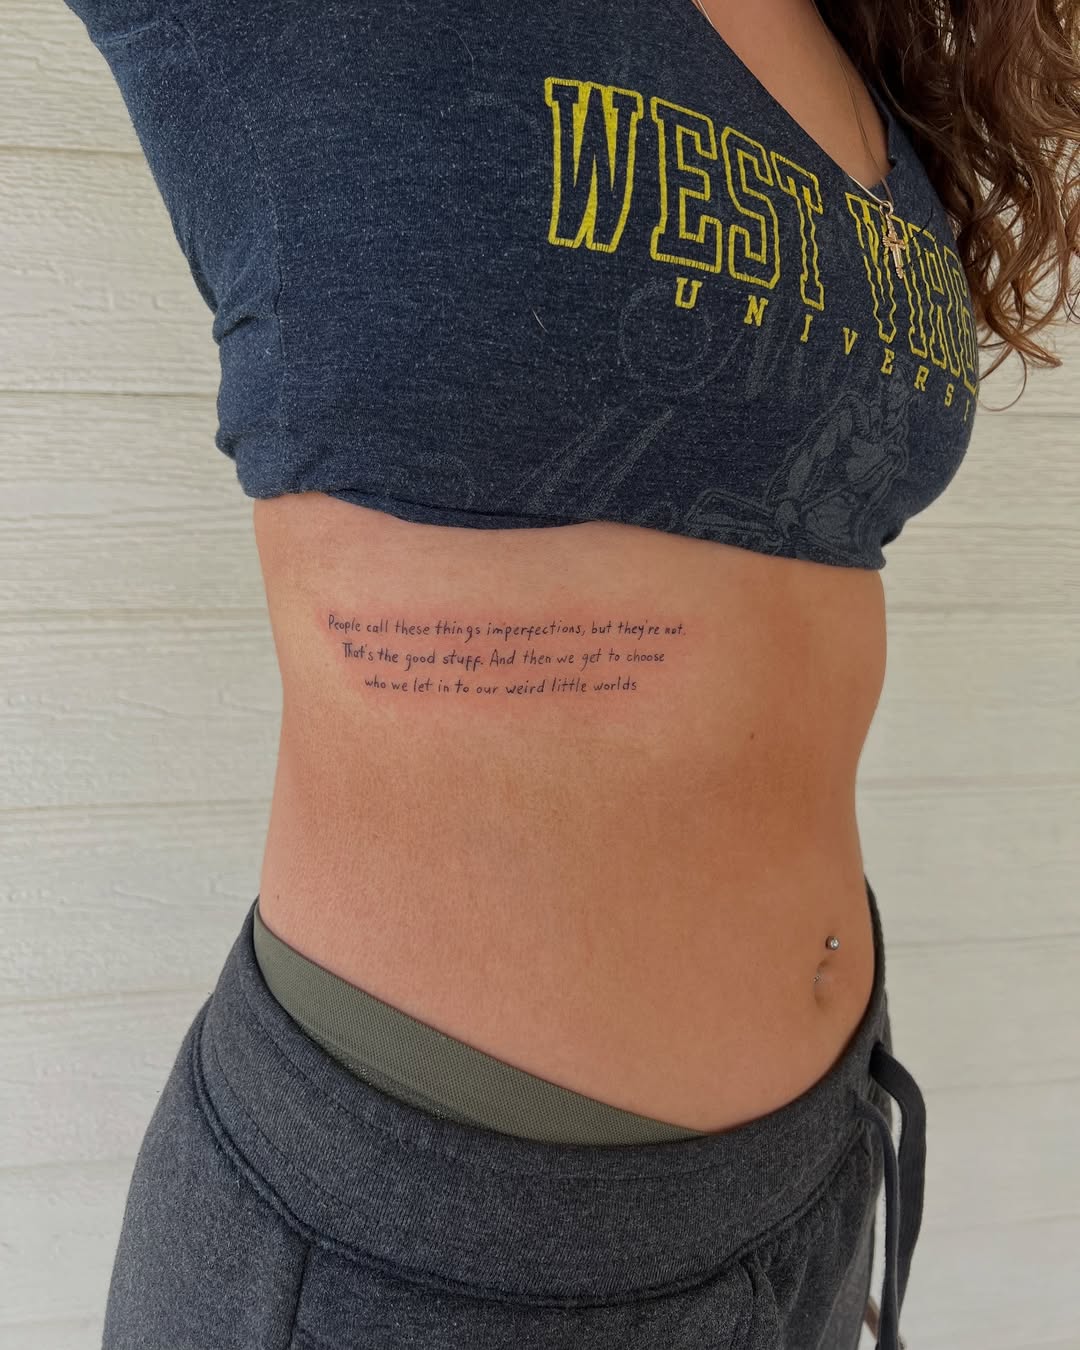 WEST VIRG
UNIVERSI
People call these things imperfections, but they're not.
That's the good stuff. And then we get to choose
who we let in to our weird little worlds